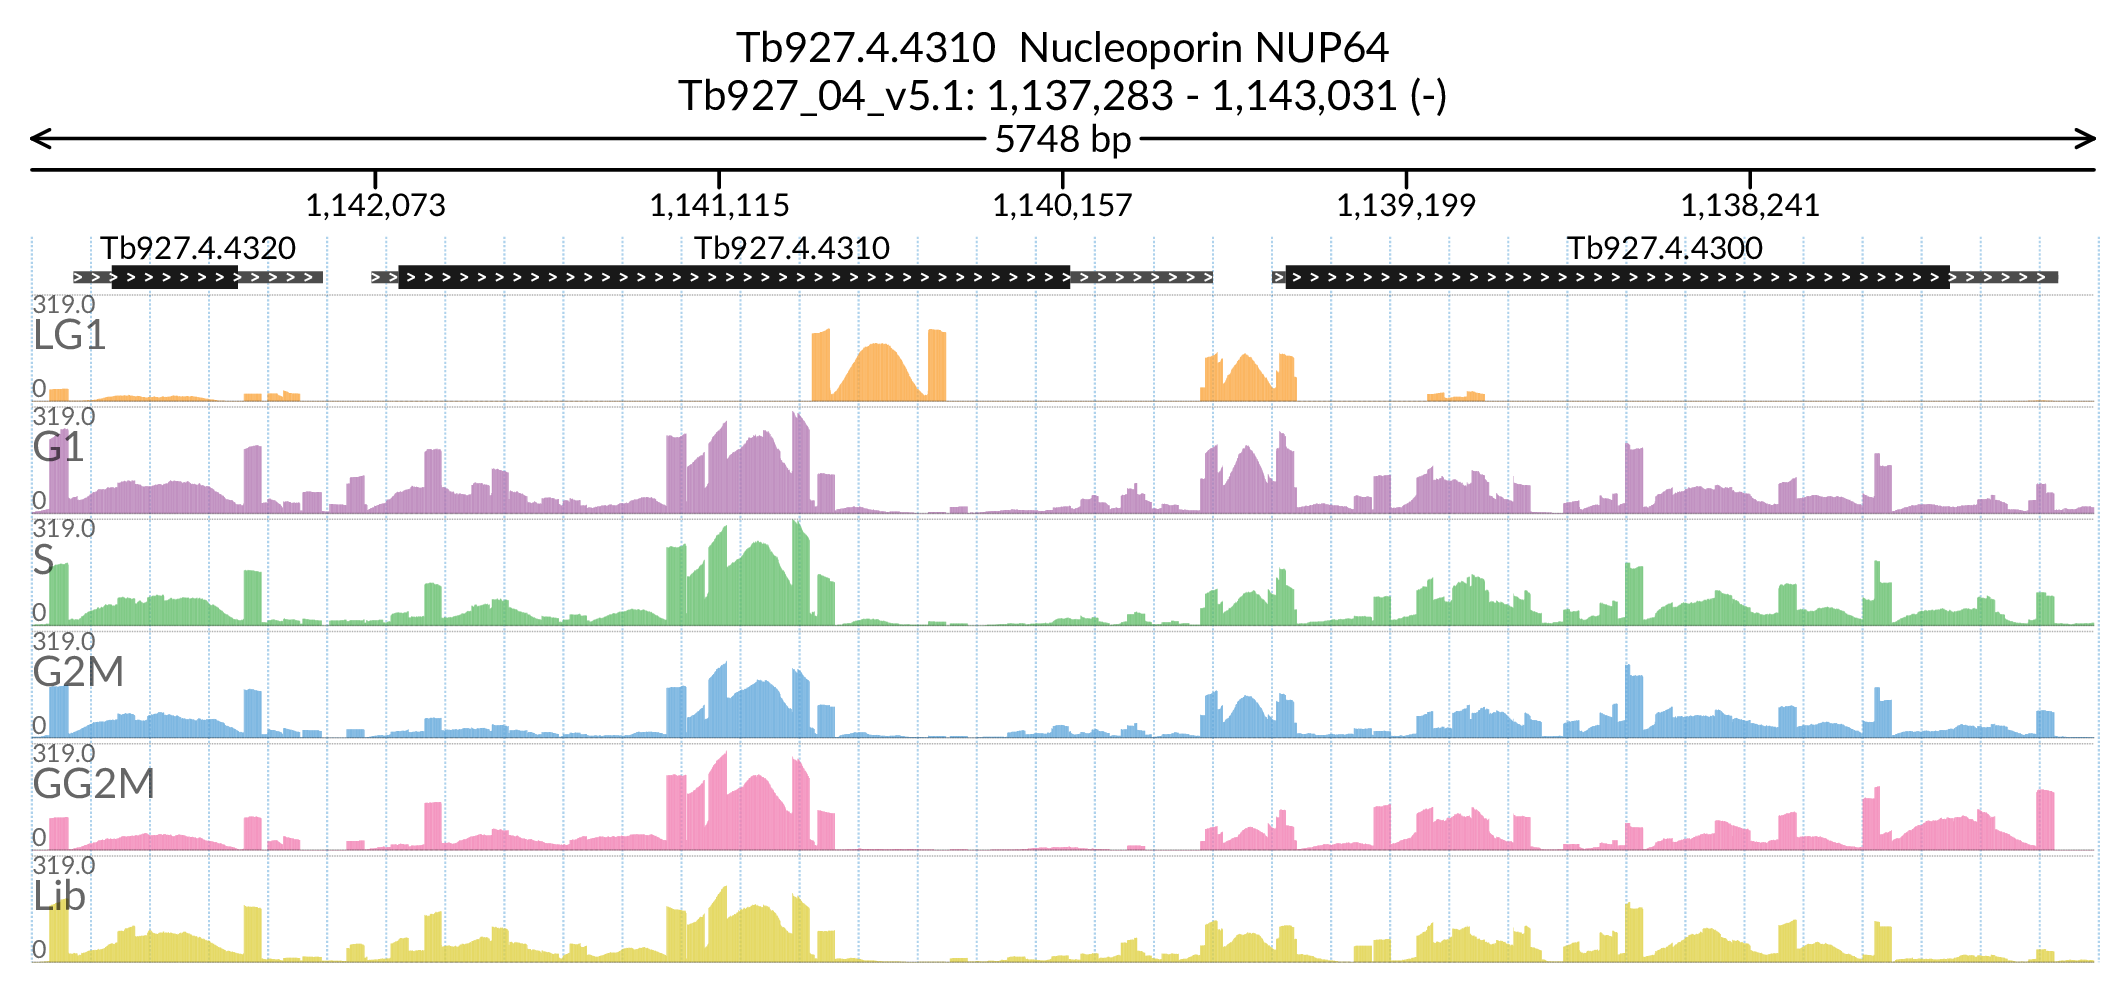 Tb927.4.4310 Nucleoporin NUP64
Tb927_04_v5.1: 1,137,283 - 1,143,031 (-)
5748 bp
1,142,073 1,141,115 1,140,157 1,139,199 1,138,241
Tb927.4.4320 Tb927.4.4310 Tb927.4.4300
319.0
LG1
0
319.0
G1
0
319.0
S
0
319.0
G2M
0
319.0
GG2M
0
319.0
Lib
0